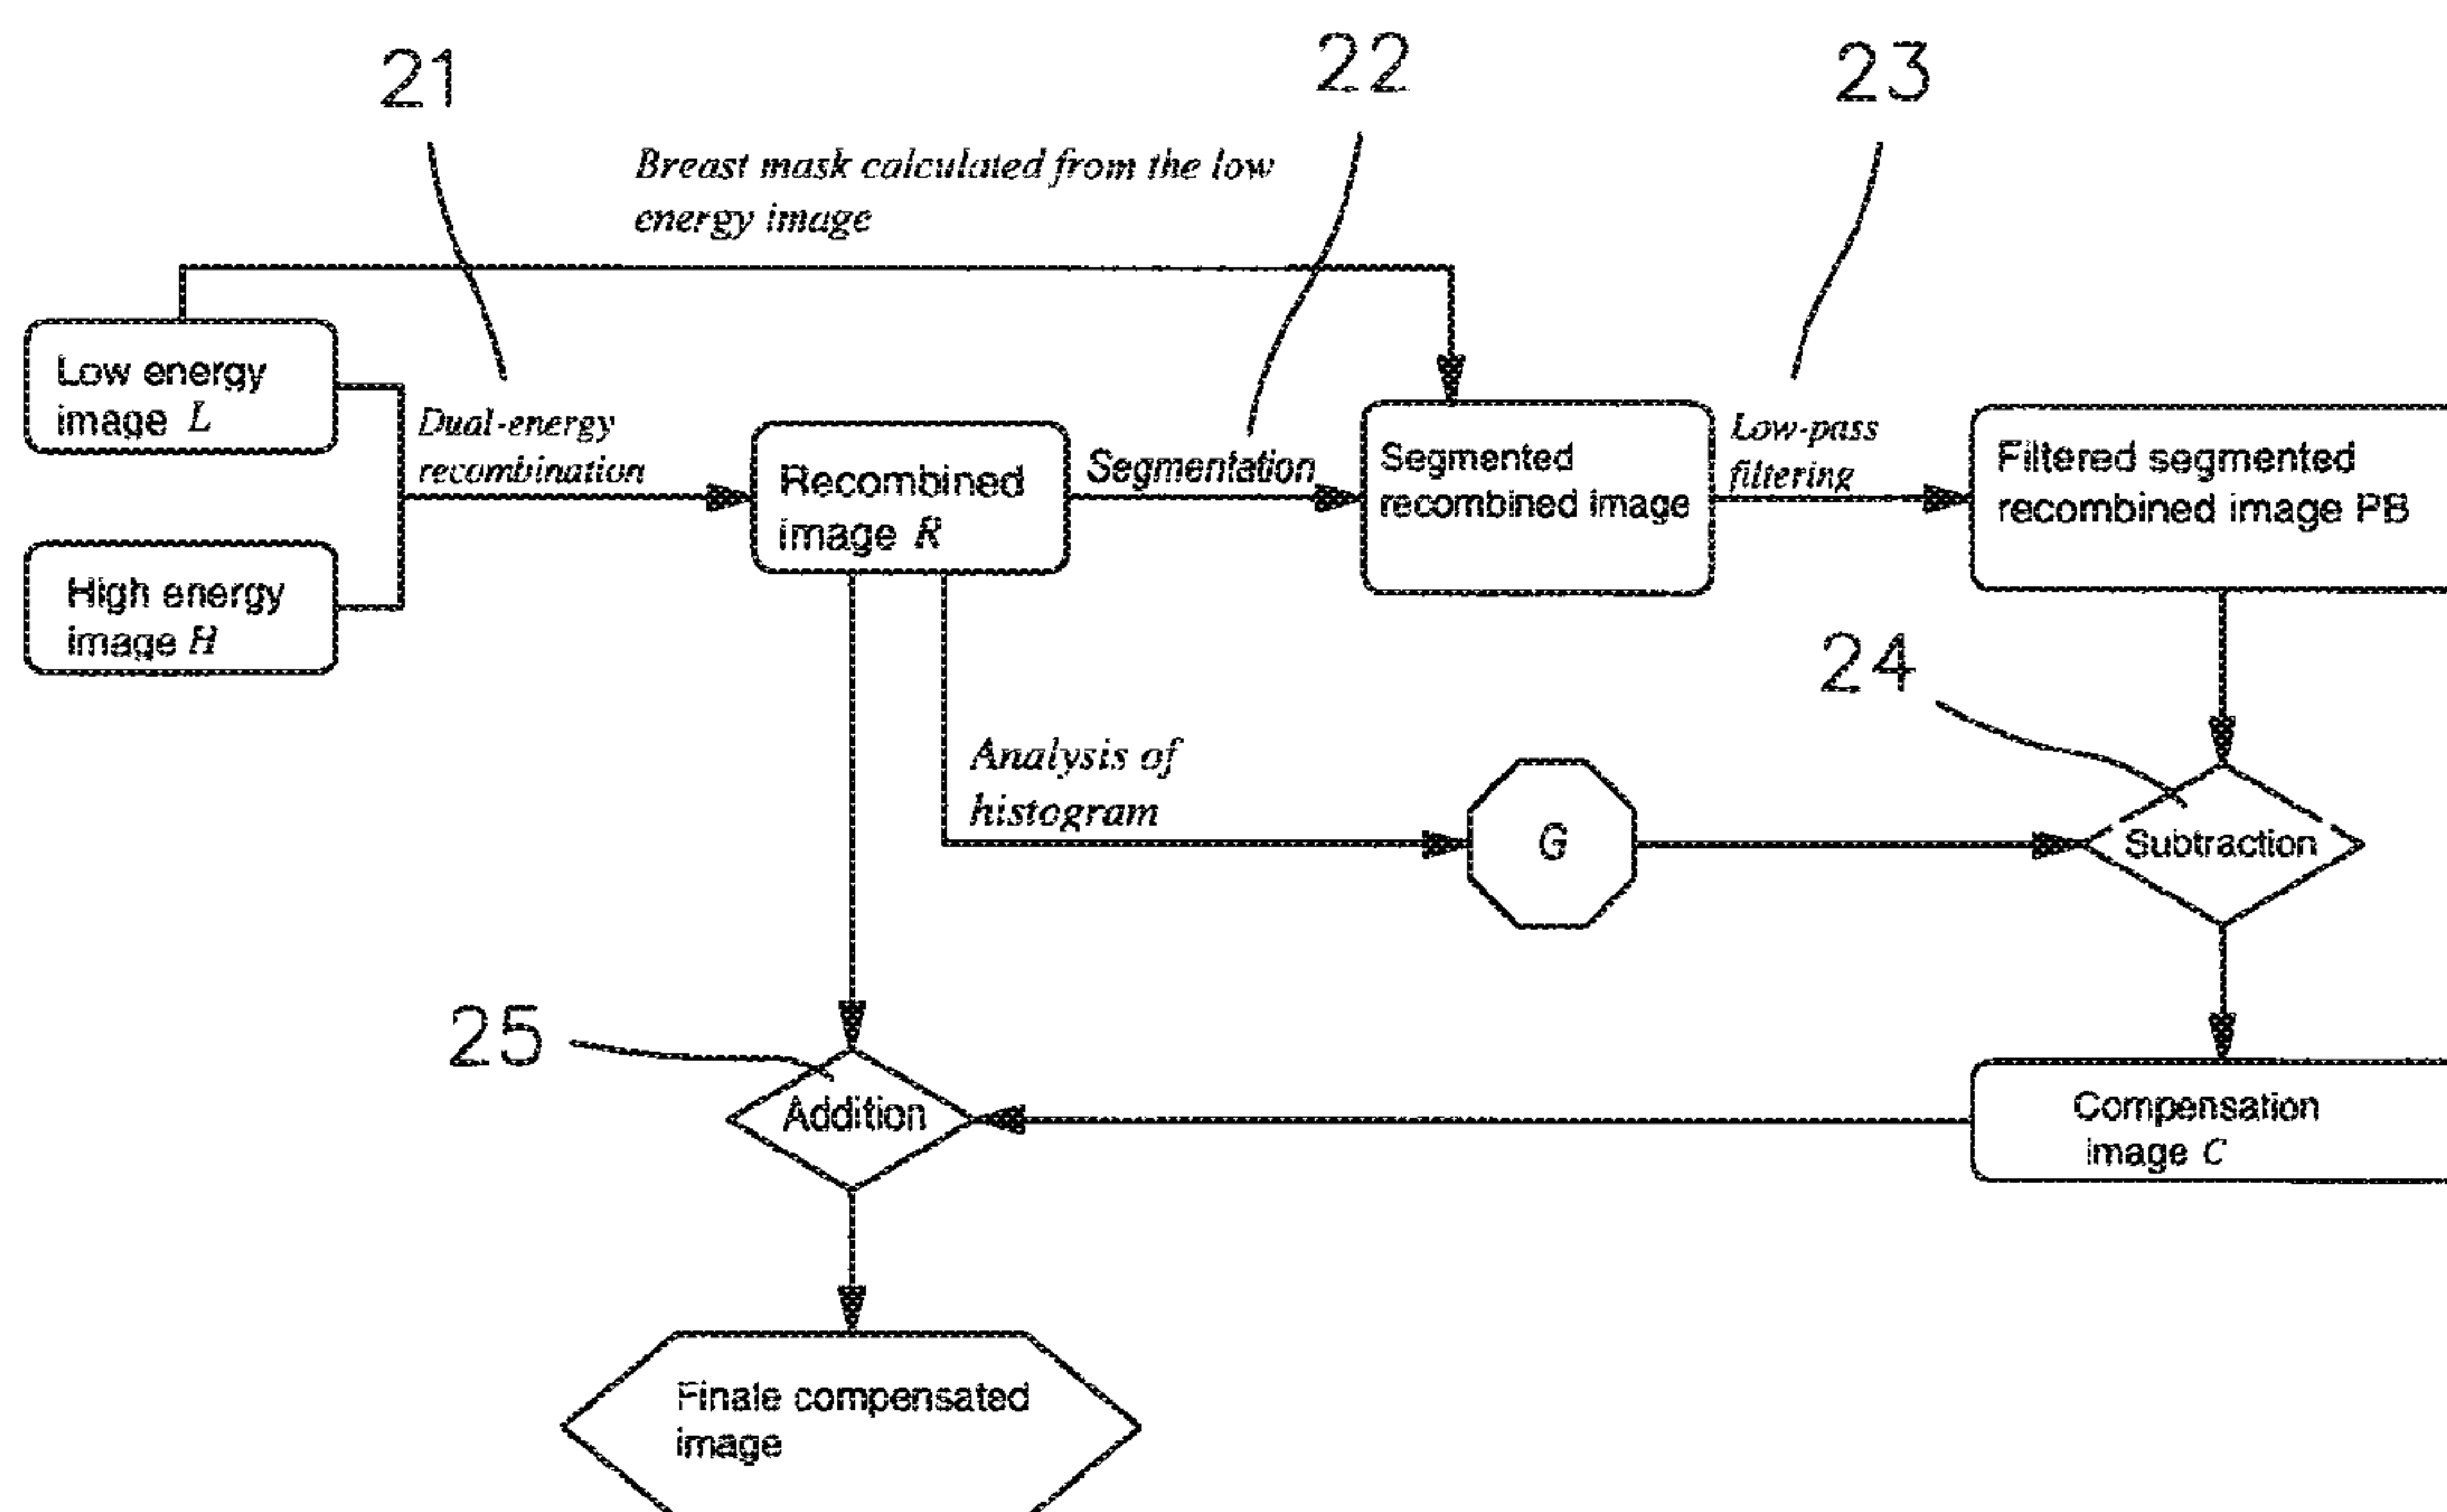 21
22
23
Breast mask calculated from the low
energy image
Low energy
image L
Dual-energy
recombination
High energy
image H
Recombined
image R
Segmentation
Segmented
recombined image
Low-pass
filtering
Filtered segmented
recombined image PB
24
Analysis of
histogram
G
Subtraction
25
Addition
Compensation
image C
Finale compensated
image